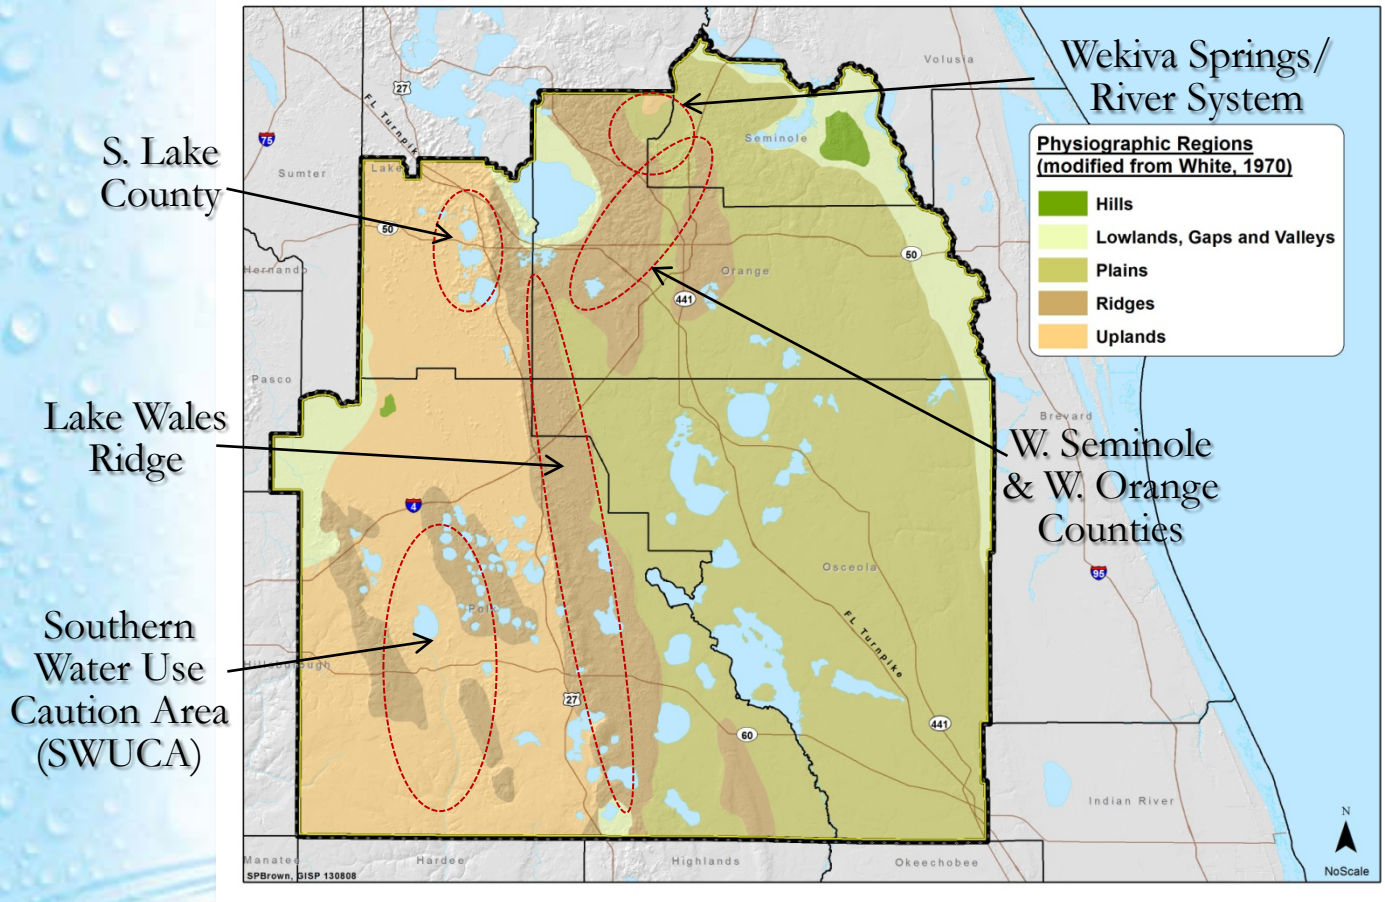 Wekiva Springs/
River System
S. Lake
County
Lake Wales
Ridge
Southern
Water Use
Caution Area
(SWUCA)
W. Seminole
& W. Orange
Counties
Physiographic Regions
(modified from White, 1970)
Hills
Lowlands, Gaps and Valleys
Plains
Ridges
Uplands
Volusia
27
FL Turnpik
75
Sumter
Lake
Seminole
50
50
Hernando
Orange
441
Pasco
Brevard
4
95
Osceola
Polk
FL Turnpike
Hillsborough
27
60
441
Indian River
Manatee
Hardee
Highlands
Okeechobee
SPBrown, GISP 130808
N
NoScale